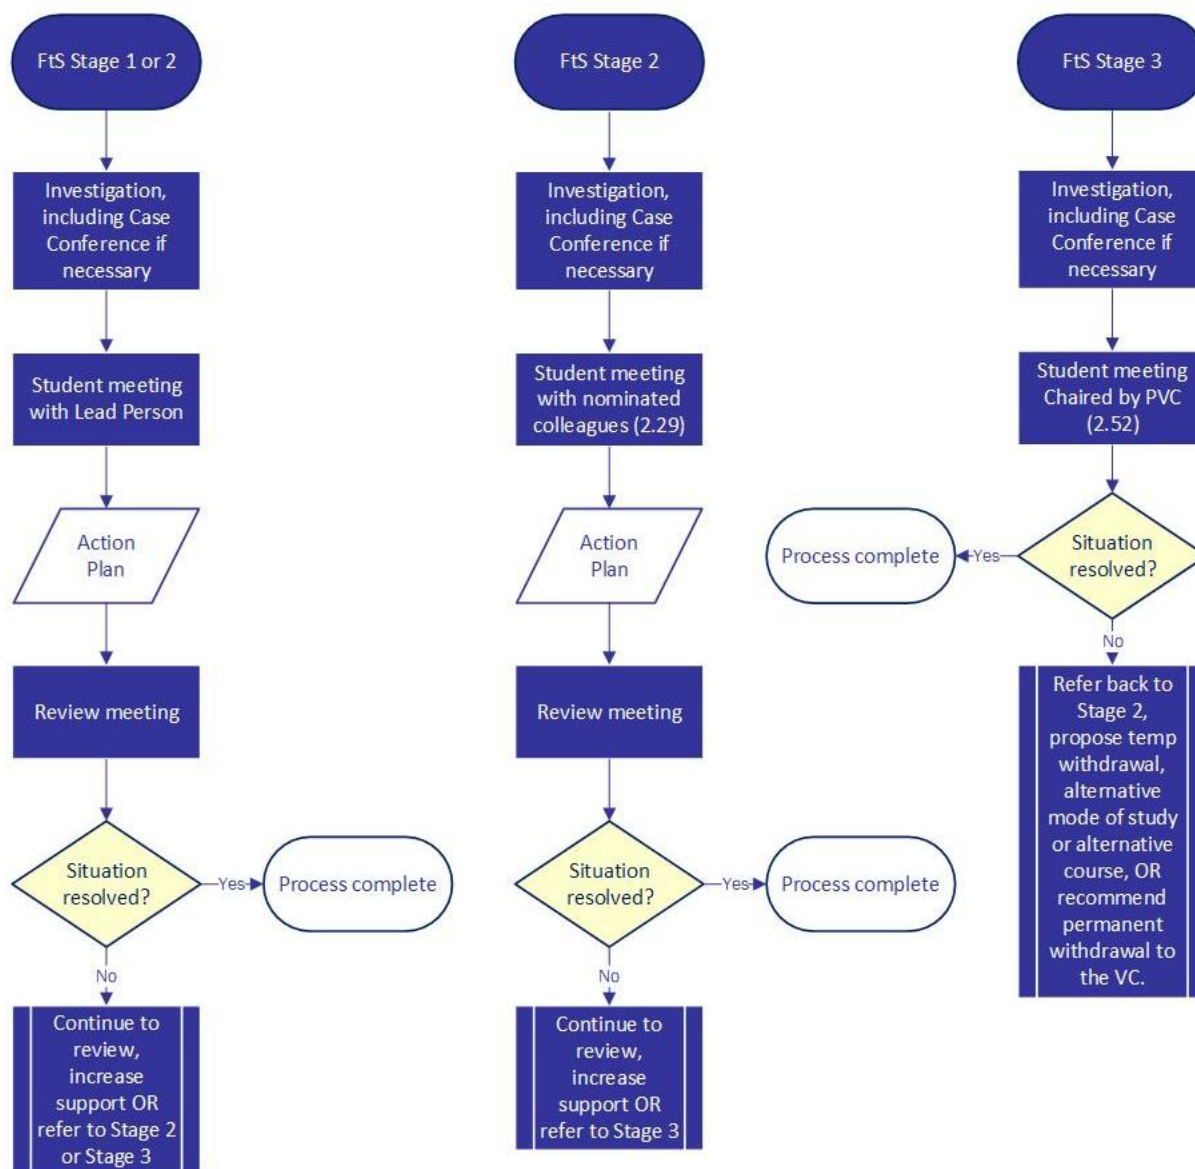 FtS Stage 1 or 2
Investigation,
including Case
Conference if
necessary
Student meeting
with Lead Person
Action
Plan
Review meeting
Situation
resolved?
Yes
Process complete
No
Continue to
review,
increase
support OR
refer to Stage 2
or Stage 3
FtS Stage 2
Investigation,
including Case
Conference if
necessary
Student meeting
with nominated
colleagues (2.29)
Action
Plan
Review meeting
Situation
resolved?
Yes
Process complete
No
Continue to
review,
increase
support OR
refer to Stage 3
FtS Stage 3
Investigation,
including Case
Conference if
necessary
Student meeting
Chaired by PVC
(2.52)
Situation
resolved?
Yes
Process complete
No
Refer back to
Stage 2,
propose temp
withdrawal,
alternative
mode of study
or alternative
course, OR
recommend
permanent
withdrawal to
the VC.